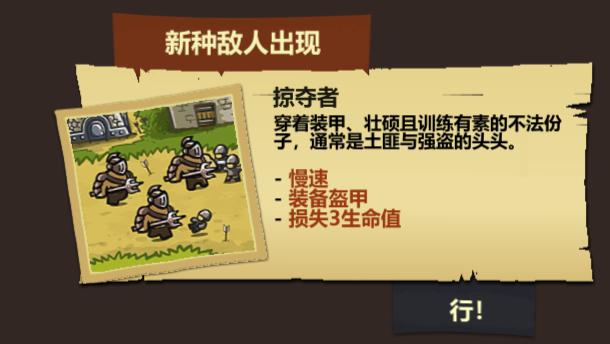 新种敌人出现
掠夺者
穿着装甲、壮硕且训练有素的不法份
子，通常是土匪与强盗的头头。
- 慢速
- 装备盔甲
- 损失3生命值
行!